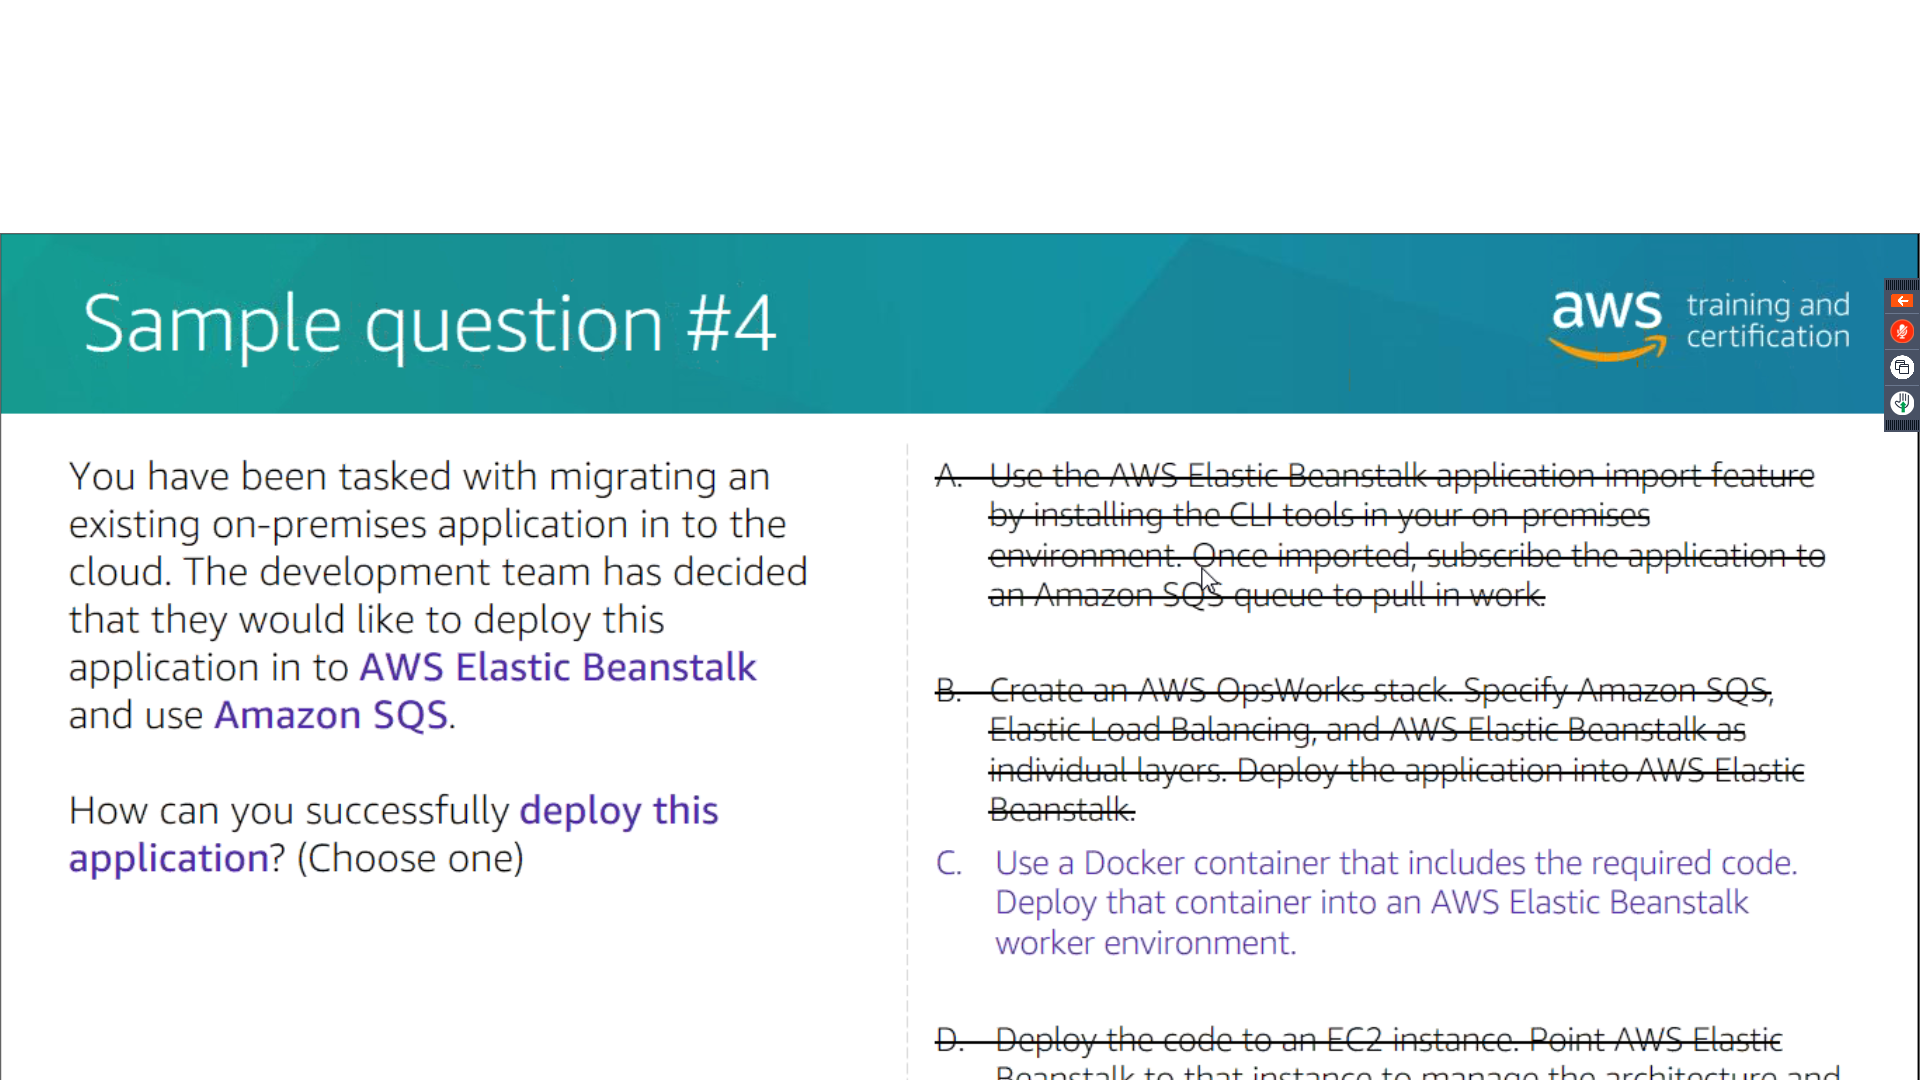 Sample question #4
aws training and
certification
You have been tasked with migrating an
existing on-premises application in to the
cloud. The development team has decided
that they would like to deploy this
application in to AWS Elastic Beanstalk
and use Amazon SQS.
How can you successfully deploy this
application? (Choose one)
A. Use the AWS Elastic Beanstalk application import feature
by installing the CLI tools in your on-premises
environment. Once imported, subscribe the application to
an Amazon SQS queue to pull in work.
B. Create an AWS OpsWorks stack. Specify Amazon SQS,
Elastic Load Balancing, and AWS Elastic Beanstalk as
individual layers. Deploy the application into AWS Elastic
Beanstalk.
C. Use a Docker container that includes the required code.
Deploy that container into an AWS Elastic Beanstalk
worker environment.
D. Deploy the code to an EC2 instance. Point AWS Elastic
Beanstalk to that instance to manage the architecture and